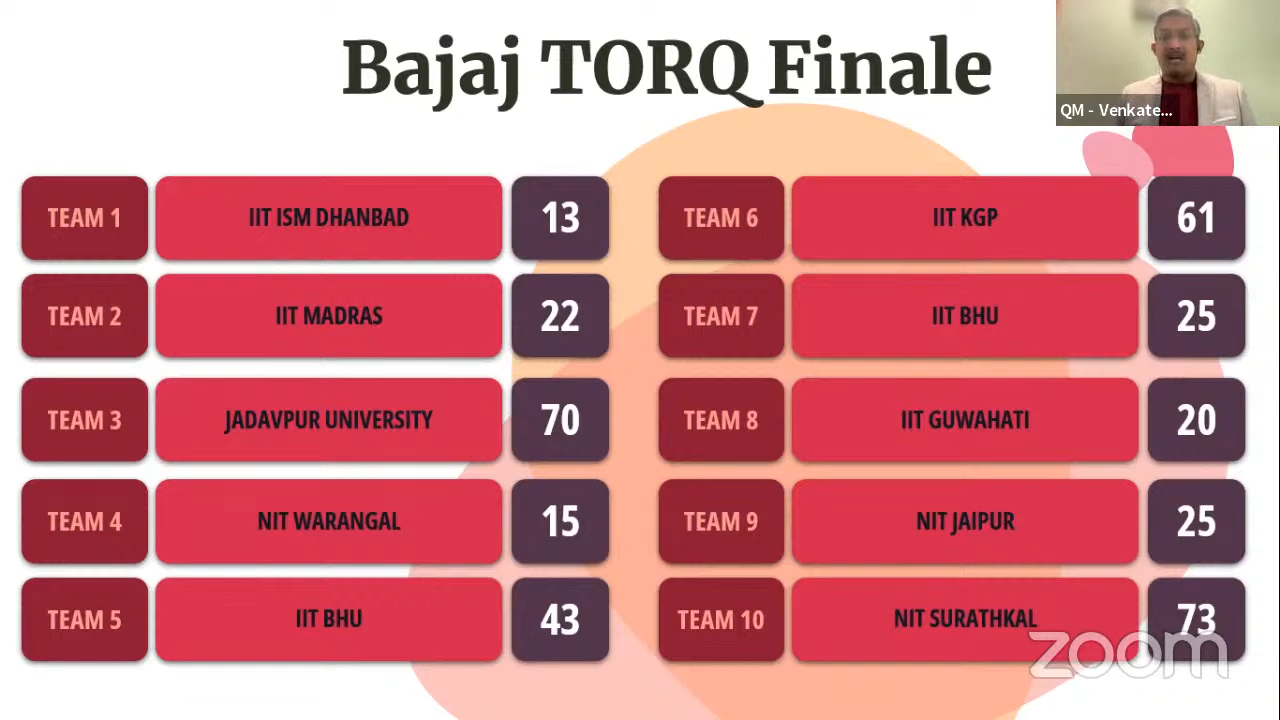 Bajaj TORQ Finale
QM - Venkate...
TEAM 1 IIT ISM DHANBAD 13
TEAM 2 IIT MADRAS 22
TEAM 3 JADAVPUR UNIVERSITY 70
TEAM 4 NIT WARANGAL 15
TEAM 5 IIT BHU 43
TEAM 6 IIT KGP 61
TEAM 7 IIT BHU 25
TEAM 8 IIT GUWAHATI 20
TEAM 9 NIT JAIPUR 25
TEAM 10 NIT SURATHKAL 73
zoom